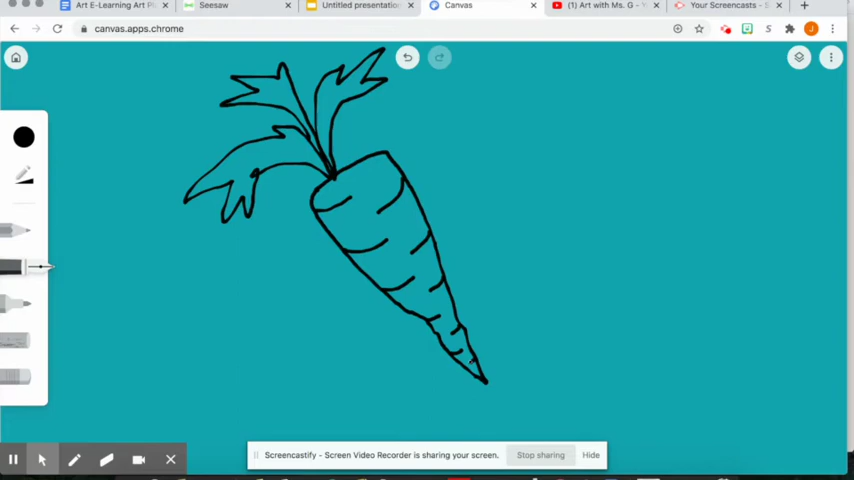 Art E-Learning Art Pl
Seesaw
Untitled presentation
Canvas
(1) Art with Ms. G - Y
Your Screencasts - S
canvas.apps.chrome
S
J
Screencastify - Screen Video Recorder is sharing your screen.
Stop sharing
Hide